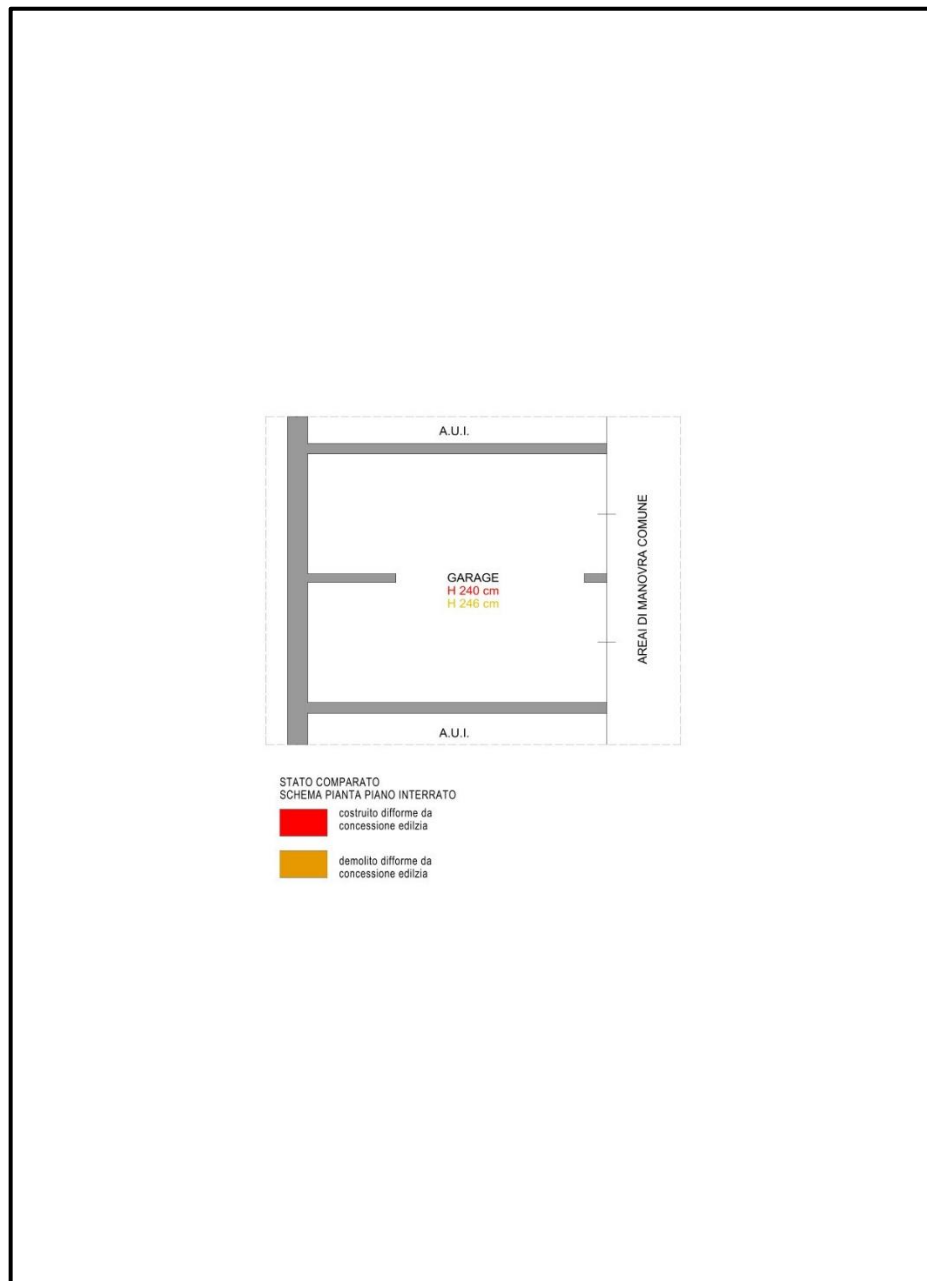 A.U.I.
GARAGE
H 240 cm
H 246 cm
AREAI DI MANOVRA COMUNE
A.U.I.
STATO COMPARATO
SCHEMA PIANTA PIANO INTERRATO
costruito difforme da
concessione edilzia
demolito difforme da
concessione edilzia